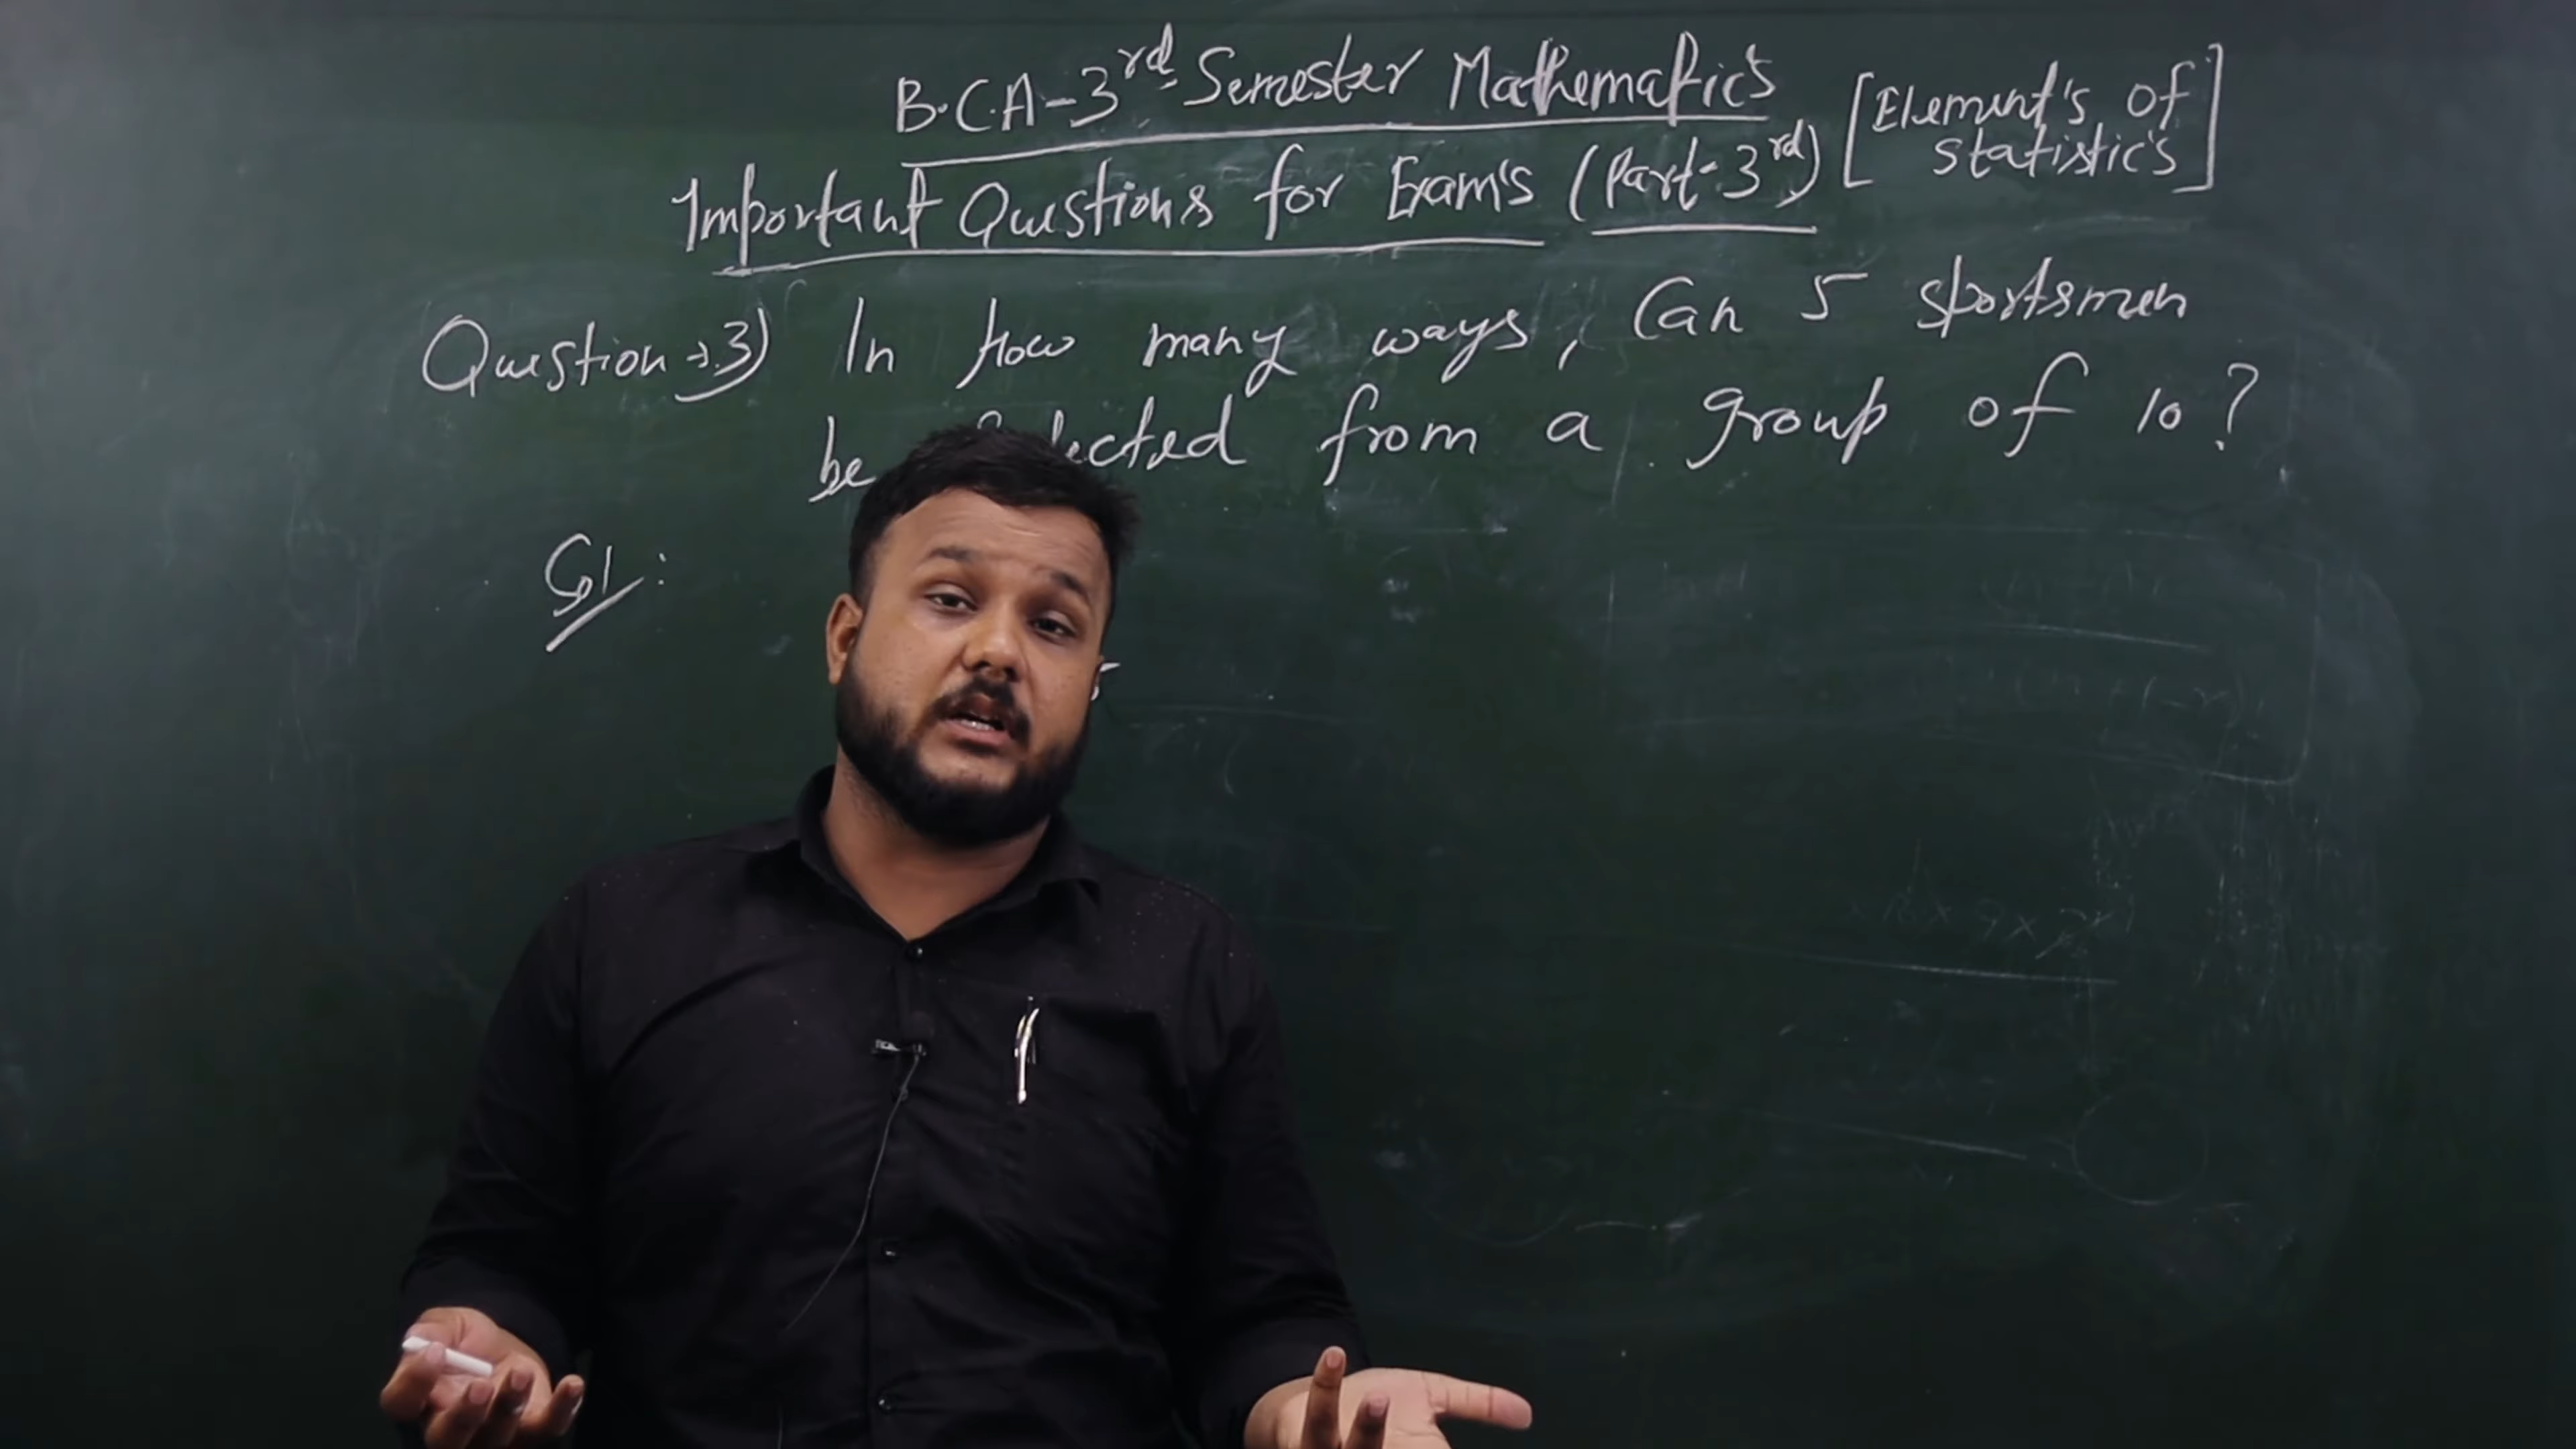 B.C.A-3rd Semester Mathematics
[Element's of statistic's]
Important Questions for Exam's (Part-3rd)
Question → 3) In how many ways, Can 5 sportsmen
be from a group of 10?
Sol :
5